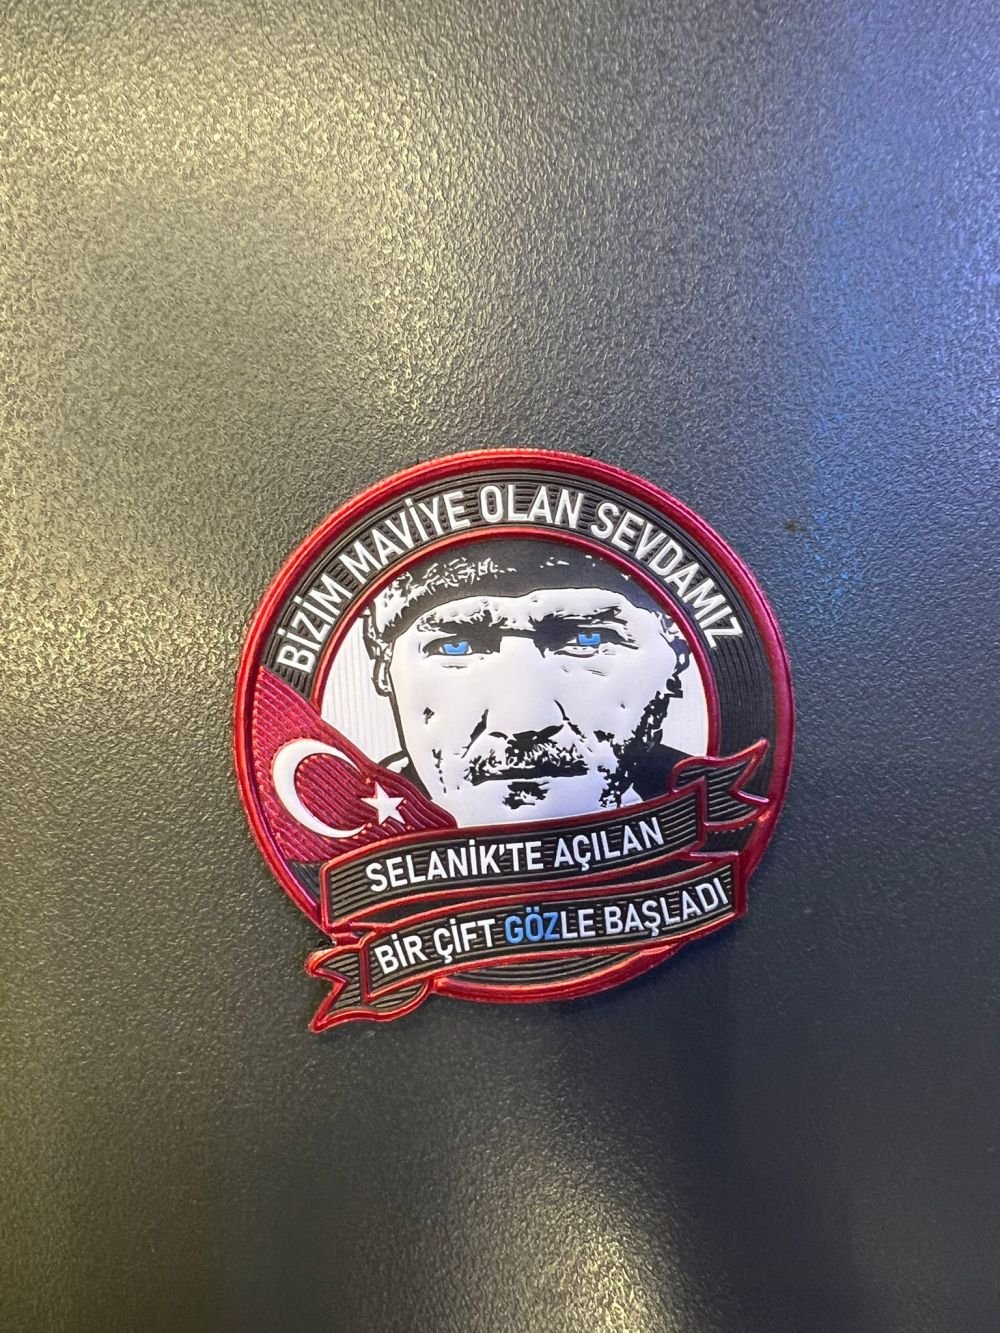 BİZİM MAVİYE OLAN SEVDAMIZ
SELANİK'TE AÇILAN
BİR ÇİFT GÖZLE BAŞLADI